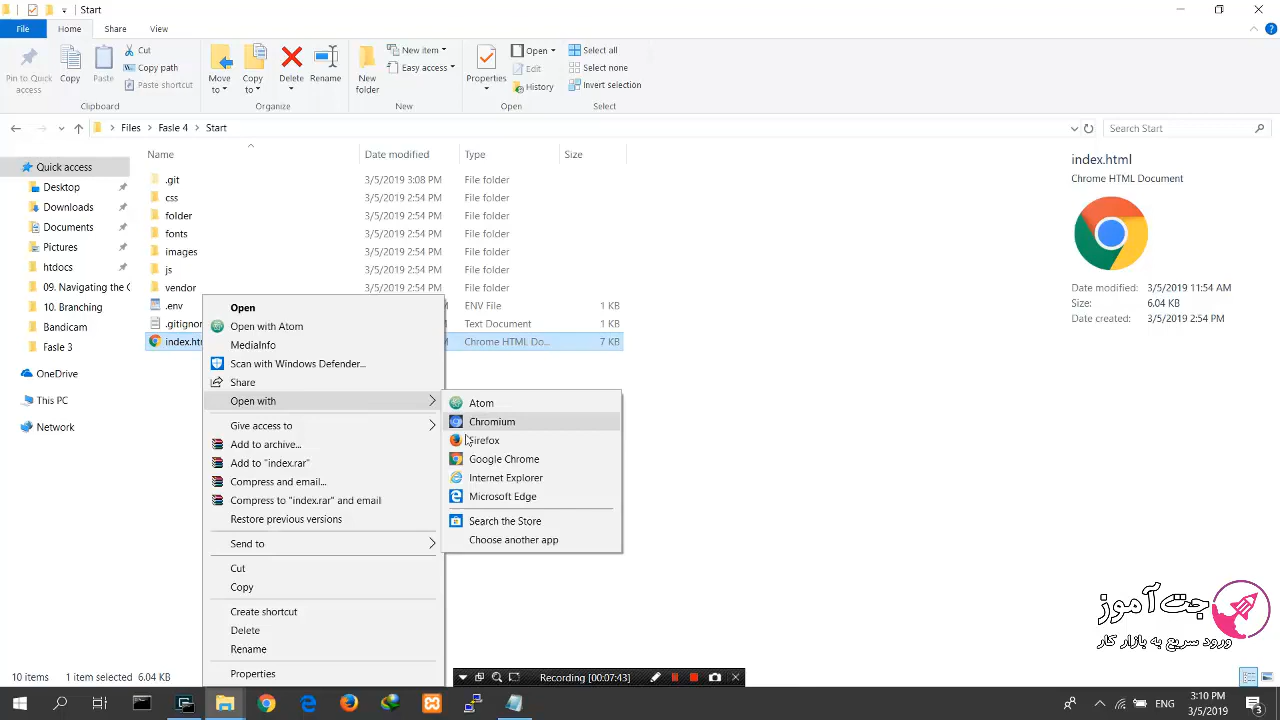 Start
File Home Share View
Pin to Quick access
Copy
Paste
Cut
Copy path
Paste shortcut
Clipboard
Move to
Copy to
Delete
Rename
Organize
New folder
New item
Easy access
New
Properties
Open
Edit
History
Open
Select all
Select none
Invert selection
Select
Files Fasle 4 Start
Search Start
Name Date modified Type Size
Quick access
Desktop
Downloads
Documents
Pictures
htdocs
09. Navigating the
10. Branching
Bandicam
Fasle 3
OneDrive
This PC
Network
.git 3/5/2019 3:08 PM File folder
css 3/5/2019 2:54 PM File folder
folder 3/5/2019 2:54 PM File folder
fonts 3/5/2019 2:54 PM File folder
images 3/5/2019 2:54 PM File folder
js 3/5/2019 2:54 PM File folder
vendor 3/5/2019 2:54 PM File folder
.env ENV File 1 KB
.gitignor Text Document 1 KB
index.ht Chrome HTML Do... 7 KB
Open
Open with Atom
MediaInfo
Scan with Windows Defender...
Share
Open with
Give access to
Add to archive...
Add to "index.rar"
Compress and email...
Compress to "index.rar" and email
Restore previous versions
Send to
Cut
Copy
Create shortcut
Delete
Rename
Properties
Atom
Chromium
Firefox
Google Chrome
Internet Explorer
Microsoft Edge
Search the Store
Choose another app
index.html
Chrome HTML Document
Date modified: 3/5/2019 11:54 AM
Size: 6.04 KB
Date created: 3/5/2019 2:54 PM
جت آموز
ورود سریع به بازار کار
10 items 1 item selected 6.04 KB
Recording [00:07:43]
ENG
3:10 PM
3/5/2019
3